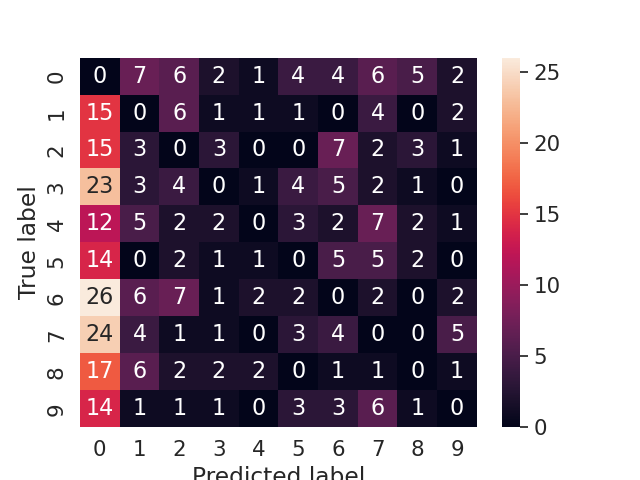 0 0 7 6 2 1 4 4 6 5 2
1 15 0 6 1 1 1 0 4 0 2
2 15 3 0 3 0 0 7 2 3 1
3 23 3 4 0 1 4 5 2 1 0
4 12 5 2 2 0 3 2 7 2 1
5 14 0 2 1 1 0 5 5 2 0
6 26 6 7 1 2 2 0 2 0 2
7 24 4 1 1 0 3 4 0 0 5
8 17 6 2 2 2 0 1 1 0 1
9 14 1 1 1 0 3 3 6 1 0
0 1 2 3 4 5 6 7 8 9
Predicted label
True label
25
20
15
10
5
0